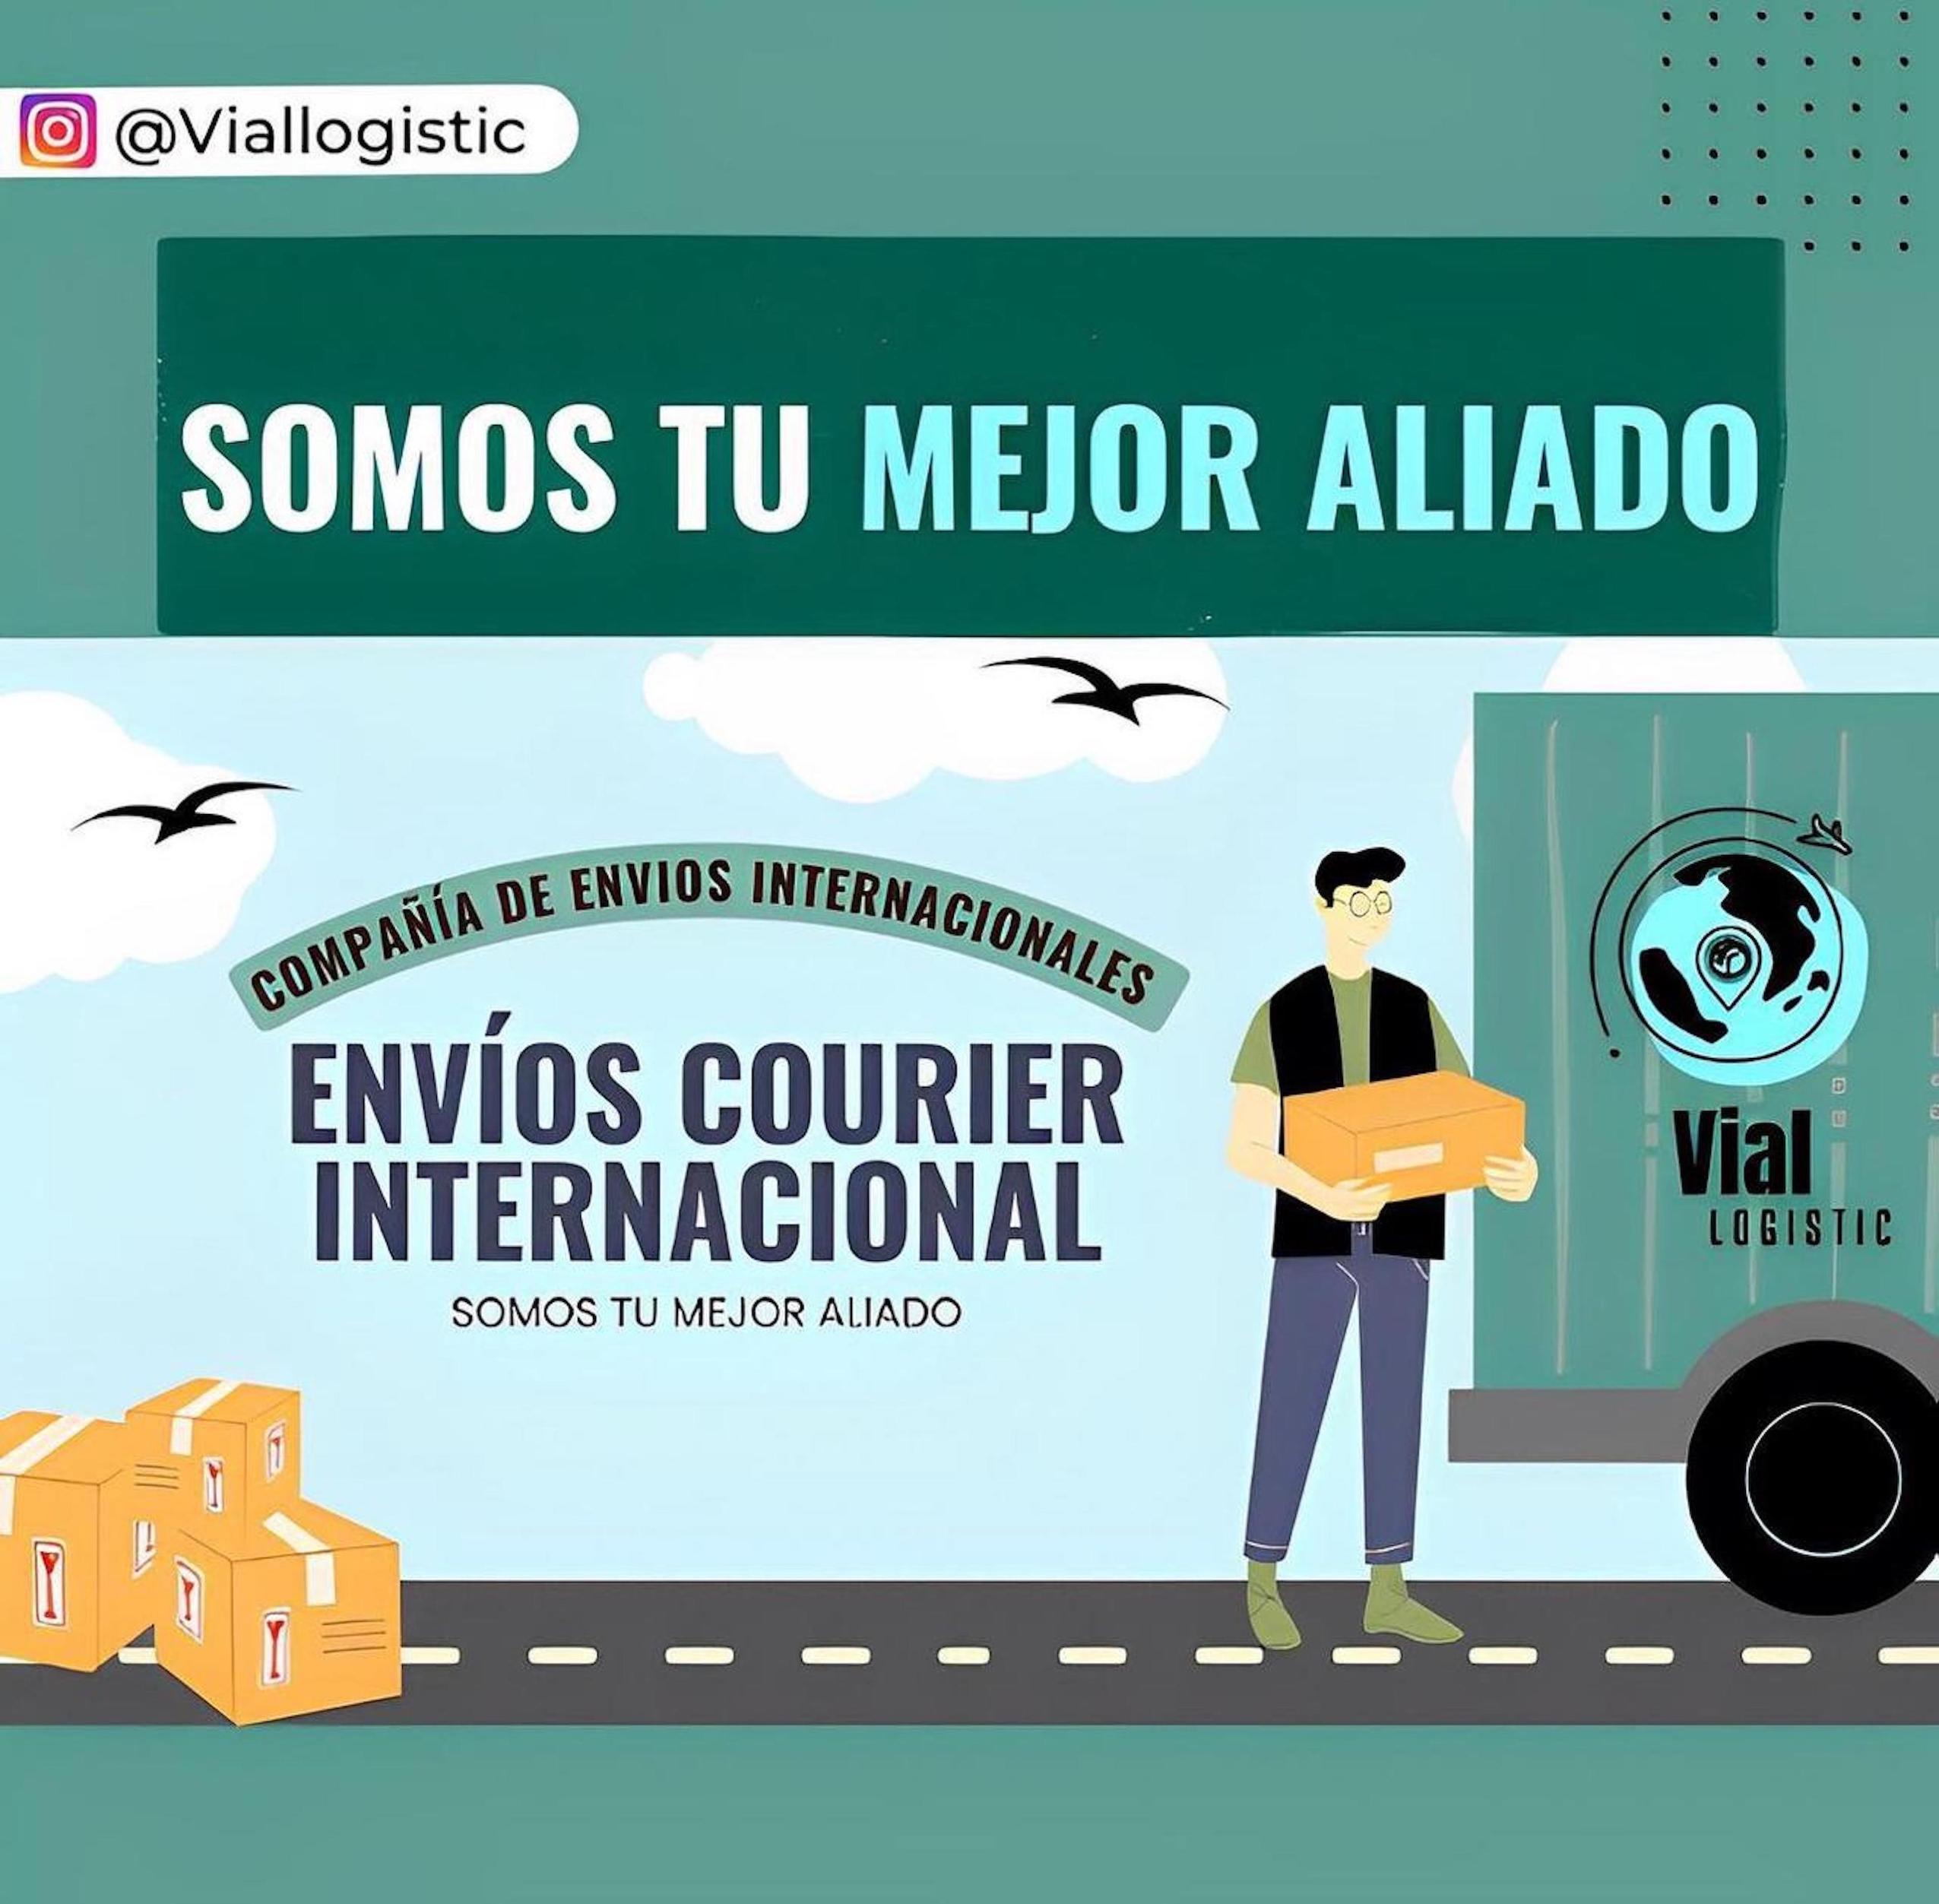 @Viallogistic
SOMOS TU MEJOR ALIADO
COMPAÑÍA DE ENVIOS INTERNACIONALES
ENVÍOS COURIER
INTERNACIONAL
SOMOS TU MEJOR ALIADO
Vial
LOGISTIC